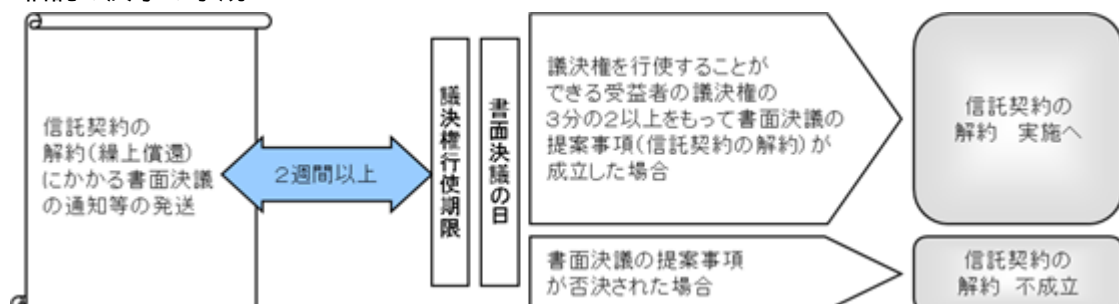 信託契約の
解約(繰上償還)
にかかる書面決議
の通知等の発送
2週間以上
議決権行使期限
書面決議の日
議決権を行使することが
できる受益者の議決権の
3分の2以上をもって書面決議の
提案事項(信託契約の解約)が
成立した場合
信託契約の
解約 実施へ
書面決議の提案事項
が否決された場合
信託契約の
解約 不成立